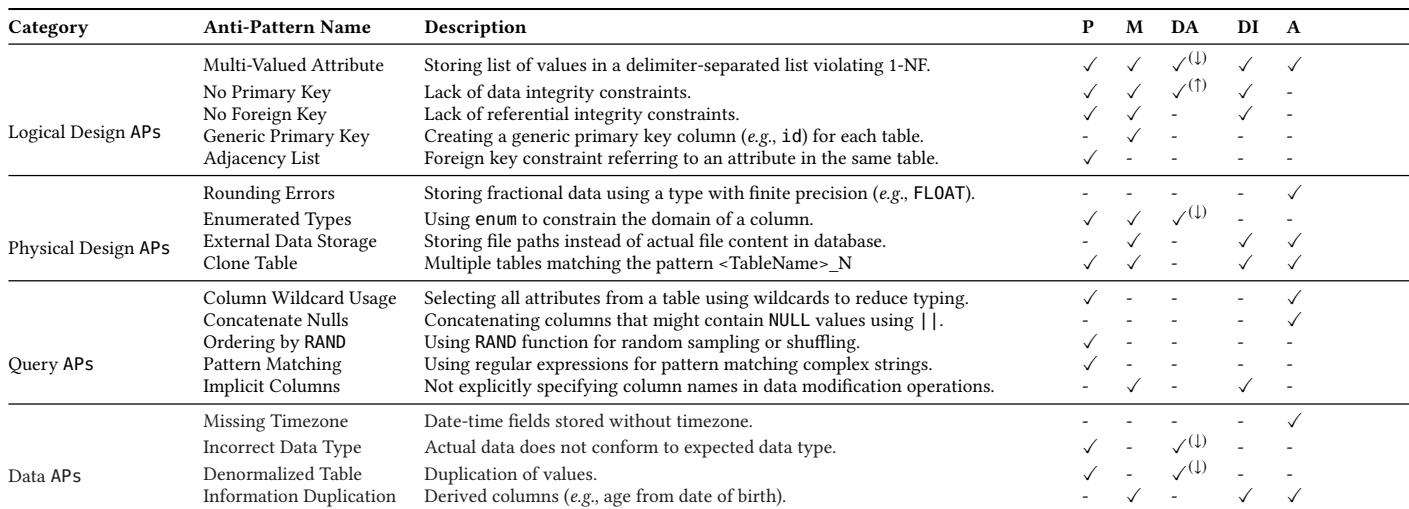 Category Anti-Pattern Name Description P M DA DI A
Multi-Valued Attribute Storing list of values in a delimiter-separated list violating 1-NF. ✓ ✓ ✓(↓) ✓ ✓
No Primary Key Lack of data integrity constraints. ✓ ✓ ✓(↑) ✓ -
No Foreign Key Lack of referential integrity constraints. ✓ ✓ - ✓ -
Logical Design APs
Generic Primary Key Creating a generic primary key column (e.g., id) for each table. - ✓ - - -
Adjacency List Foreign key constraint referring to an attribute in the same table. ✓ - - - -
Rounding Errors Storing fractional data using a type with finite precision (e.g., FLOAT). - - - - ✓
Enumerated Types Using enum to constrain the domain of a column. ✓ ✓ ✓(↓) - -
Physical Design APs
External Data Storage Storing file paths instead of actual file content in database. - ✓ - ✓ ✓
Clone Table Multiple tables matching the pattern <TableName>_N ✓ ✓ - ✓ ✓
Column Wildcard Usage Selecting all attributes from a table using wildcards to reduce typing. ✓ - - - ✓
Concatenate Nulls Concatenating columns that might contain NULL values using ||. - - - - ✓
Ordering by RAND Using RAND function for random sampling or shuffling. ✓ - - - -
Query APs Pattern Matching Using regular expressions for pattern matching complex strings. ✓ - - - -
Implicit Columns Not explicitly specifying column names in data modification operations. - ✓ - ✓ -
Missing Timezone Date-time fields stored without timezone. - - - - ✓
Incorrect Data Type Actual data does not conform to expected data type. ✓ - ✓(↓) - -
Data APs Denormalized Table Duplication of values. ✓ - ✓(↓) - -
Information Duplication Derived columns (e.g., age from date of birth). - ✓ - ✓ ✓